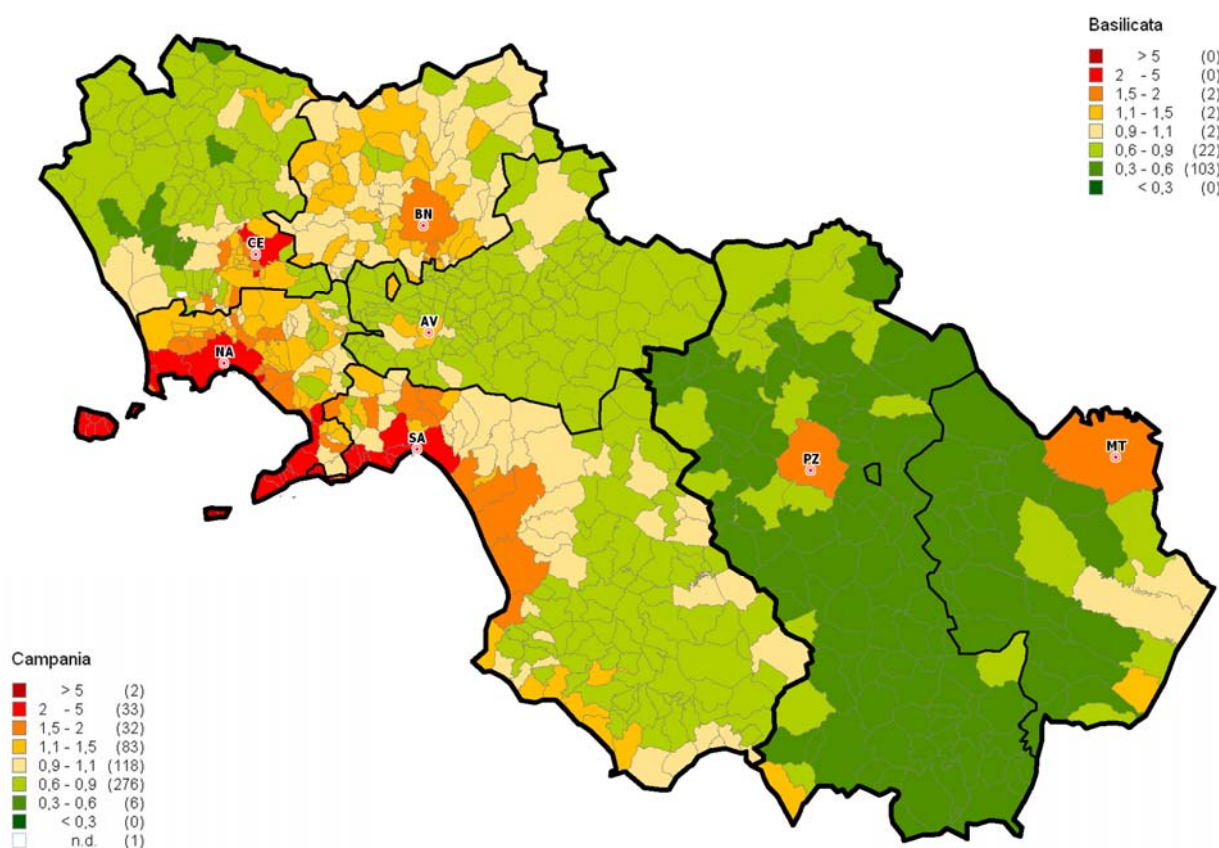 Basilicata
> 5 (0)
2 - 5 (0)
1,5 - 2 (2)
1,1 - 1,5 (2)
0,9 - 1,1 (2)
0,6 - 0,9 (22)
0,3 - 0,6 (103)
< 0,3 (0)
BN
CE
AV
NA
SA
PZ
MT
Campania
> 5 (2)
2 - 5 (33)
1,5 - 2 (32)
1,1 - 1,5 (83)
0,9 - 1,1 (118)
0,6 - 0,9 (276)
0,3 - 0,6 (6)
< 0,3 (0)
n.d. (1)